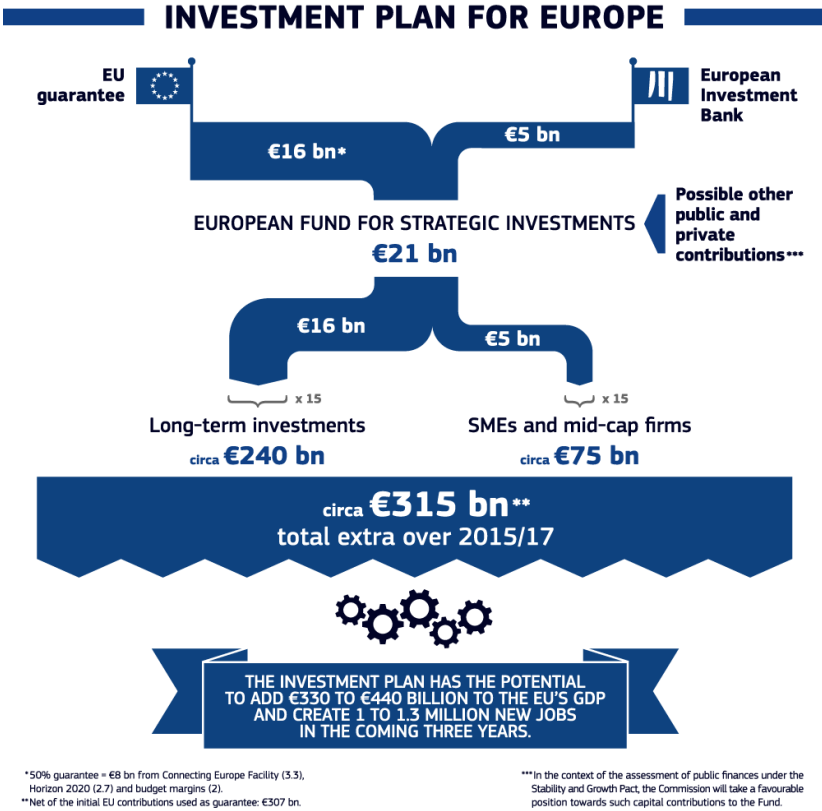 INVESTMENT PLAN FOR EUROPE
EU
guarantee
European
Investment
Bank
€16 bn*
€5 bn
Possible other
public and
private
contributions***
EUROPEAN FUND FOR STRATEGIC INVESTMENTS
€21 bn
€16 bn
€5 bn
x 15
x 15
Long-term investments
circa €240 bn
SMEs and mid-cap firms
circa €75 bn
circa €315 bn**
total extra over 2015/17
THE INVESTMENT PLAN HAS THE POTENTIAL
TO ADD €330 TO €440 BILLION TO THE EU'S GDP
AND CREATE 1 TO 1.3 MILLION NEW JOBS
IN THE COMING THREE YEARS.
*50% guarantee = €8 bn from Connecting Europe Facility (3.3),
Horizon 2020 (2.7) and budget margins (2).
**Net of the initial EU contributions used as guarantee: €307 bn.
***In the context of the assessment of public finances under the
Stability and Growth Pact, the Commission will take a favourable
position towards such capital contributions to the Fund.